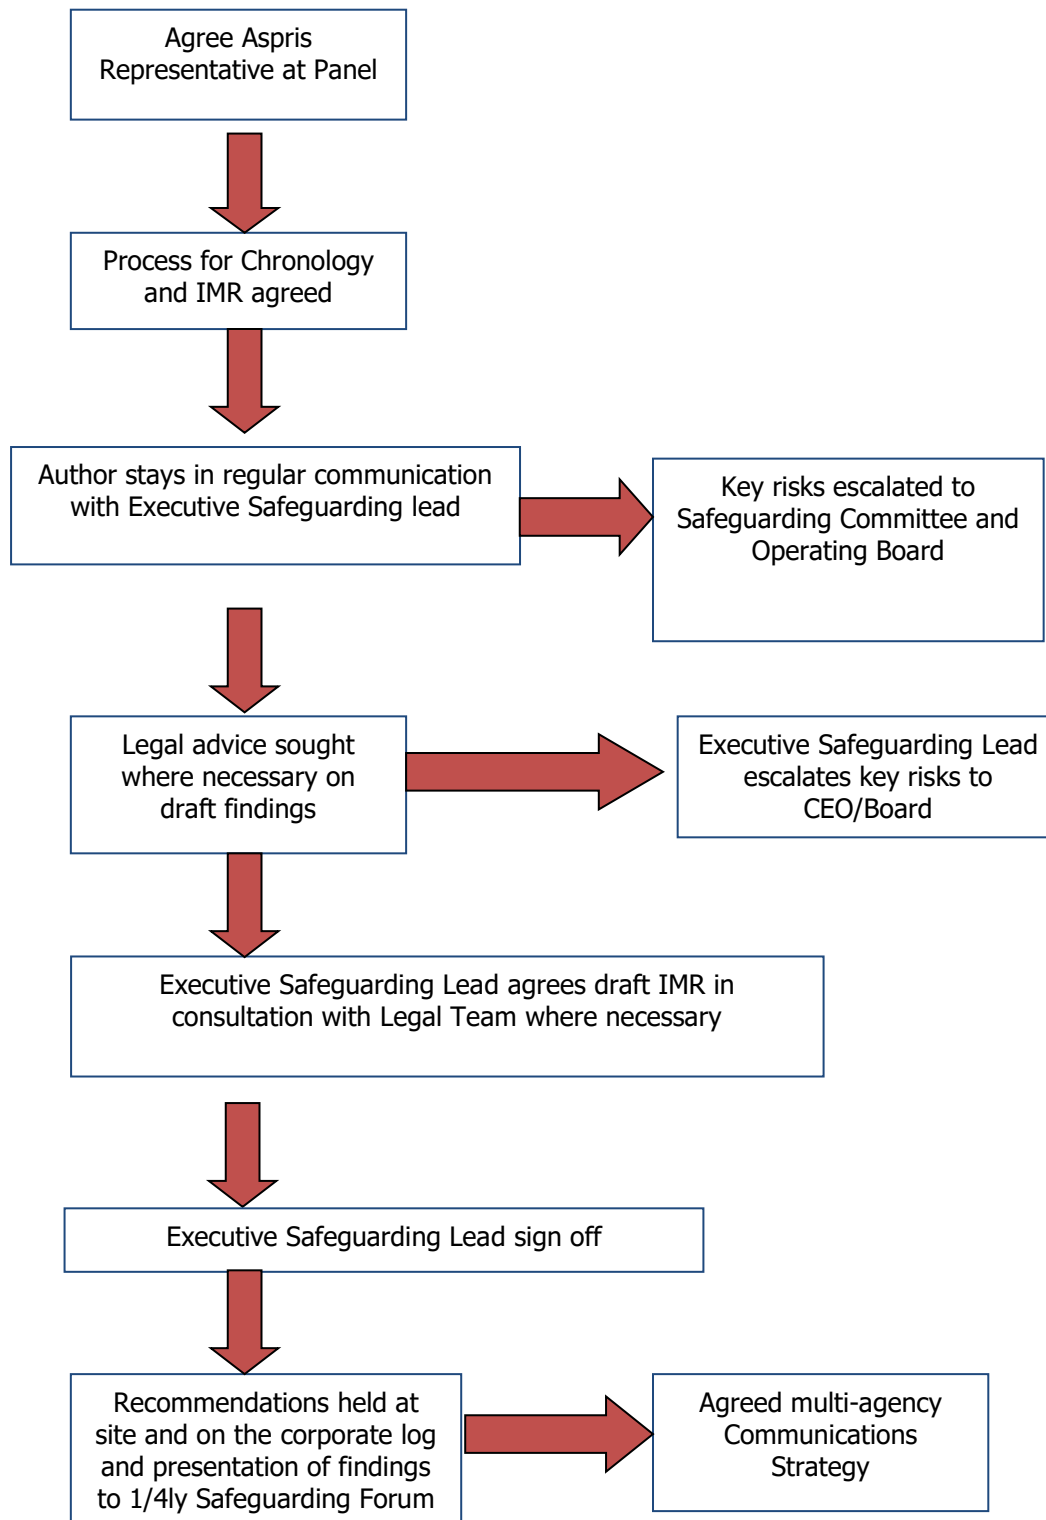 Agree Aspris
Representative at Panel
Process for Chronology
and IMR agreed
Author stays in regular communication
with Executive Safeguarding lead
Key risks escalated to
Safeguarding Committee and
Operating Board
Legal advice sought
where necessary on
draft findings
Executive Safeguarding Lead
escalates key risks to
CEO/Board
Executive Safeguarding Lead agrees draft IMR in
consultation with Legal Team where necessary
Executive Safeguarding Lead sign off
Recommendations held at
site and on the corporate log
and presentation of findings
to 1/4ly Safeguarding Forum
Agreed multi-agency
Communications
Strategy